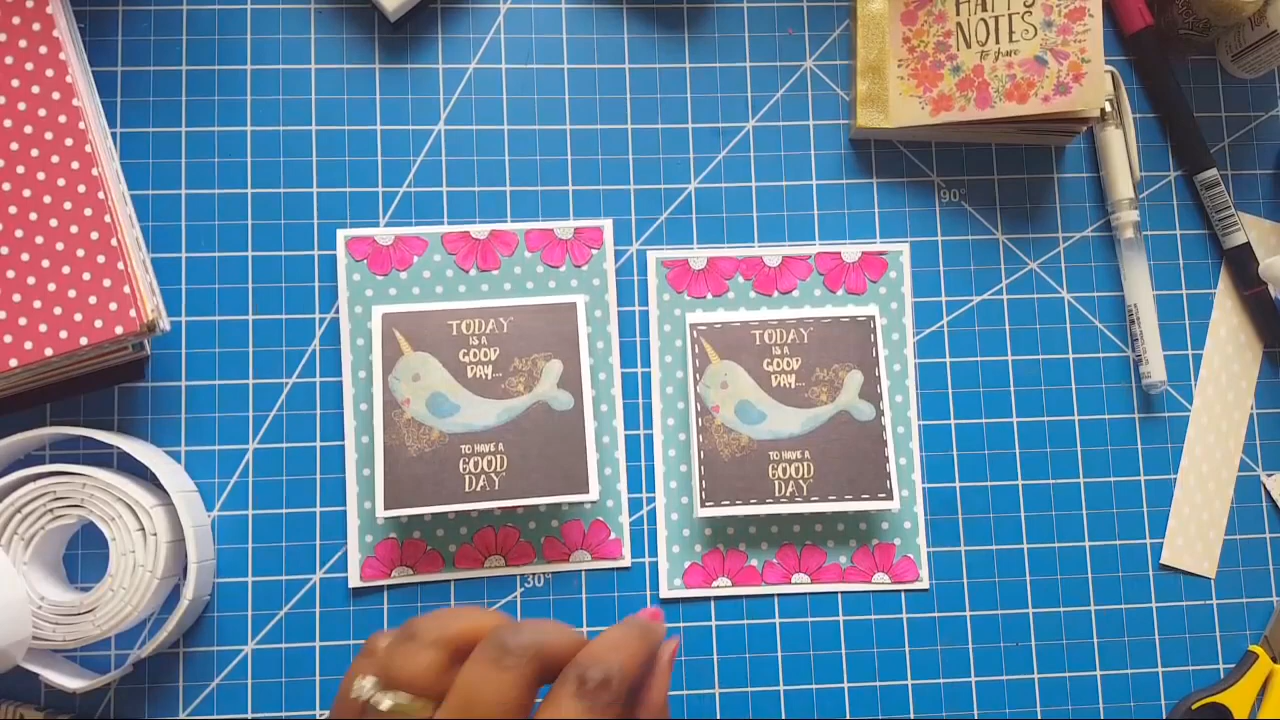 HAPPY
NOTES
to share
90°
TODAY
IS A
GOOD
DAY...
TO HAVE A
GOOD
DAY
TODAY
IS A
GOOD
DAY...
TO HAVE A
GOOD
DAY
30°